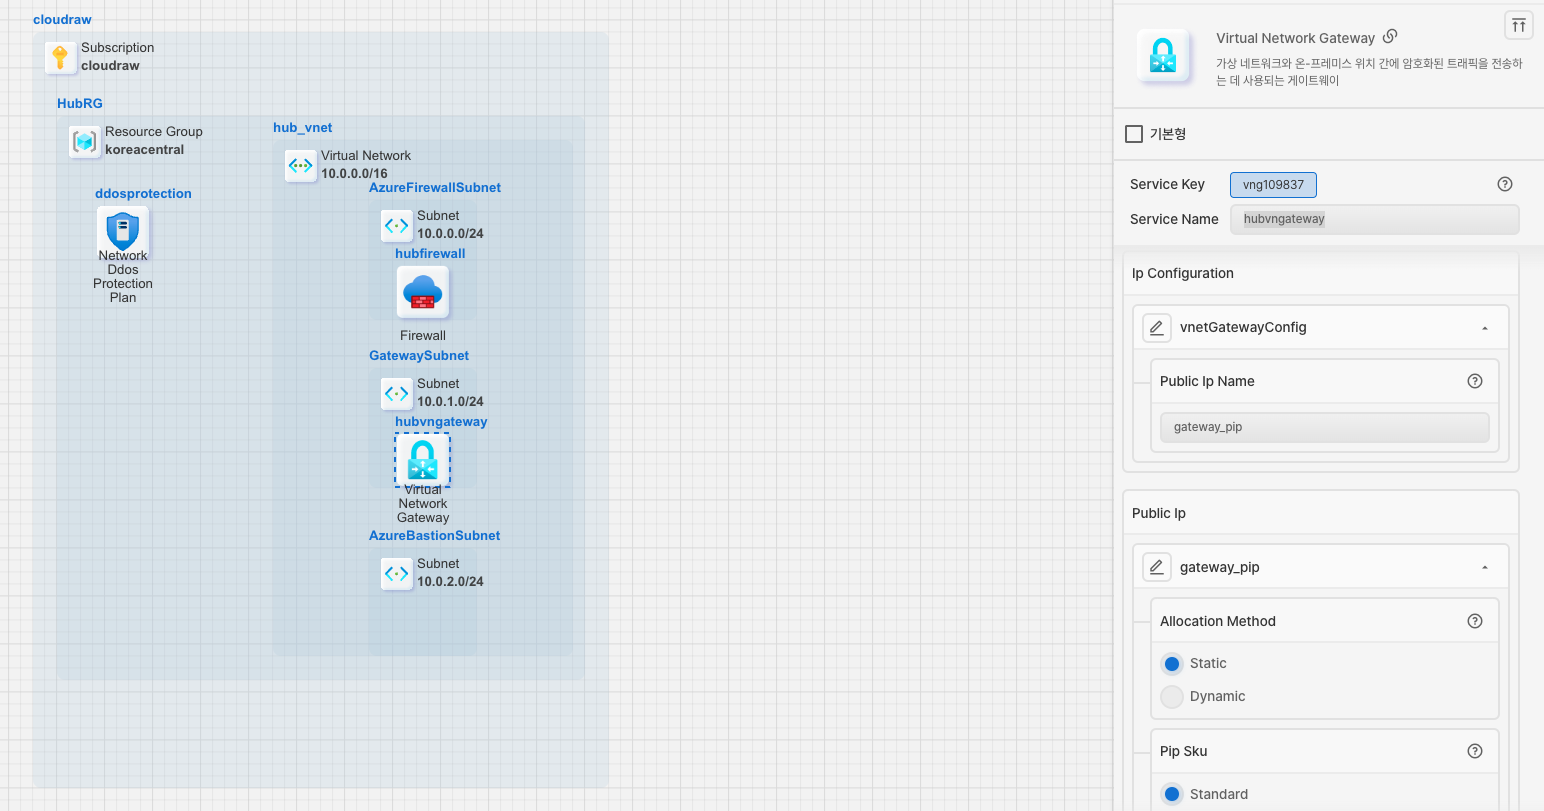 cloudraw
Subscription
cloudraw
HubRG
Resource Group
koreacentral
ddosprotection
Network
Ddos
Protection
Plan
hub_vnet
Virtual Network
10.0.0.0/16
AzureFirewallSubnet
Subnet
10.0.0.0/24
hubfirewall
Firewall
GatewaySubnet
Subnet
10.0.1.0/24
hubvngateway
Virtual
Network
Gateway
AzureBastionSubnet
Subnet
10.0.2.0/24
Virtual Network Gateway
가상 네트워크와 온-프레미스 위치 간에 암호화된 트래픽을 전송하
는 데 사용되는 게이트웨이
기본형
Service Key
vng109837
Service Name
hubvngateway
Ip Configuration
vnetGatewayConfig
Public Ip Name
gateway_pip
Public Ip
gateway_pip
Allocation Method
Static
Dynamic
Pip Sku
Standard